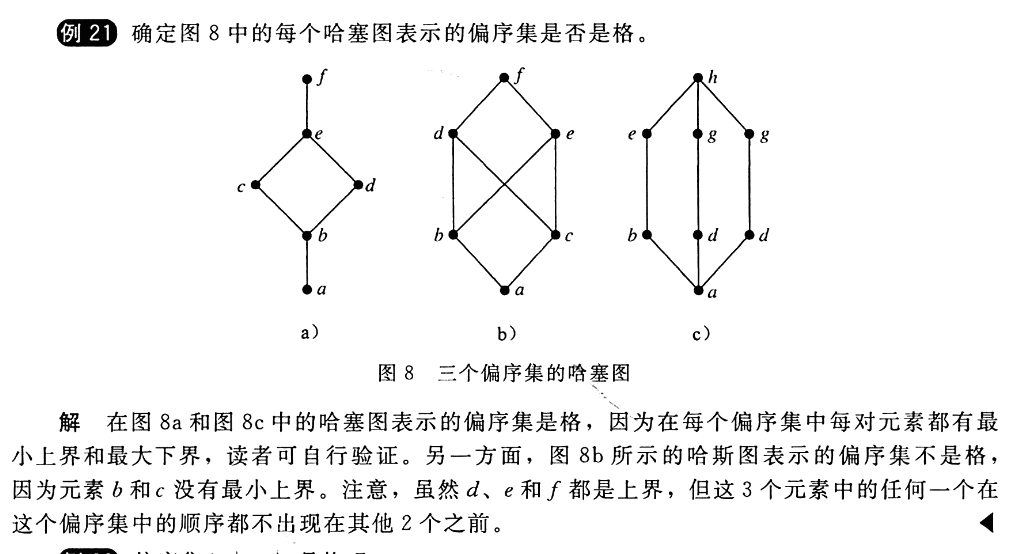 例 21 确定图 8 中的每个哈塞图表示的偏序集是否是格。
f
e
c
d
b
a
a）
f
d
e
b
c
a
b）
h
e
g
g
b
d
d
a
c）
图 8 三个偏序集的哈塞图
解 在图 8a 和图 8c 中的哈塞图表示的偏序集是格，因为在每个偏序集中每对元素都有最
小上界和最大下界，读者可自行验证。另一方面，图 8b 所示的哈斯图表示的偏序集不是格，
因为元素 b 和 c 没有最小上界。注意，虽然 d、e 和 f 都是上界，但这 3 个元素中的任何一个在
这个偏序集中的顺序都不出现在其他 2 个之前。